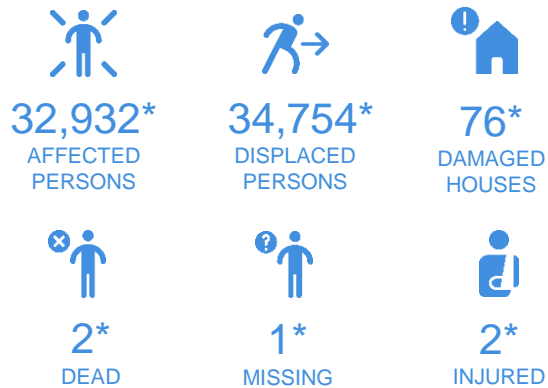 32,932*
AFFECTED
PERSONS
34,754*
DISPLACED
PERSONS
76*
DAMAGED
HOUSES
2*
DEAD
1*
MISSING
2*
INJURED